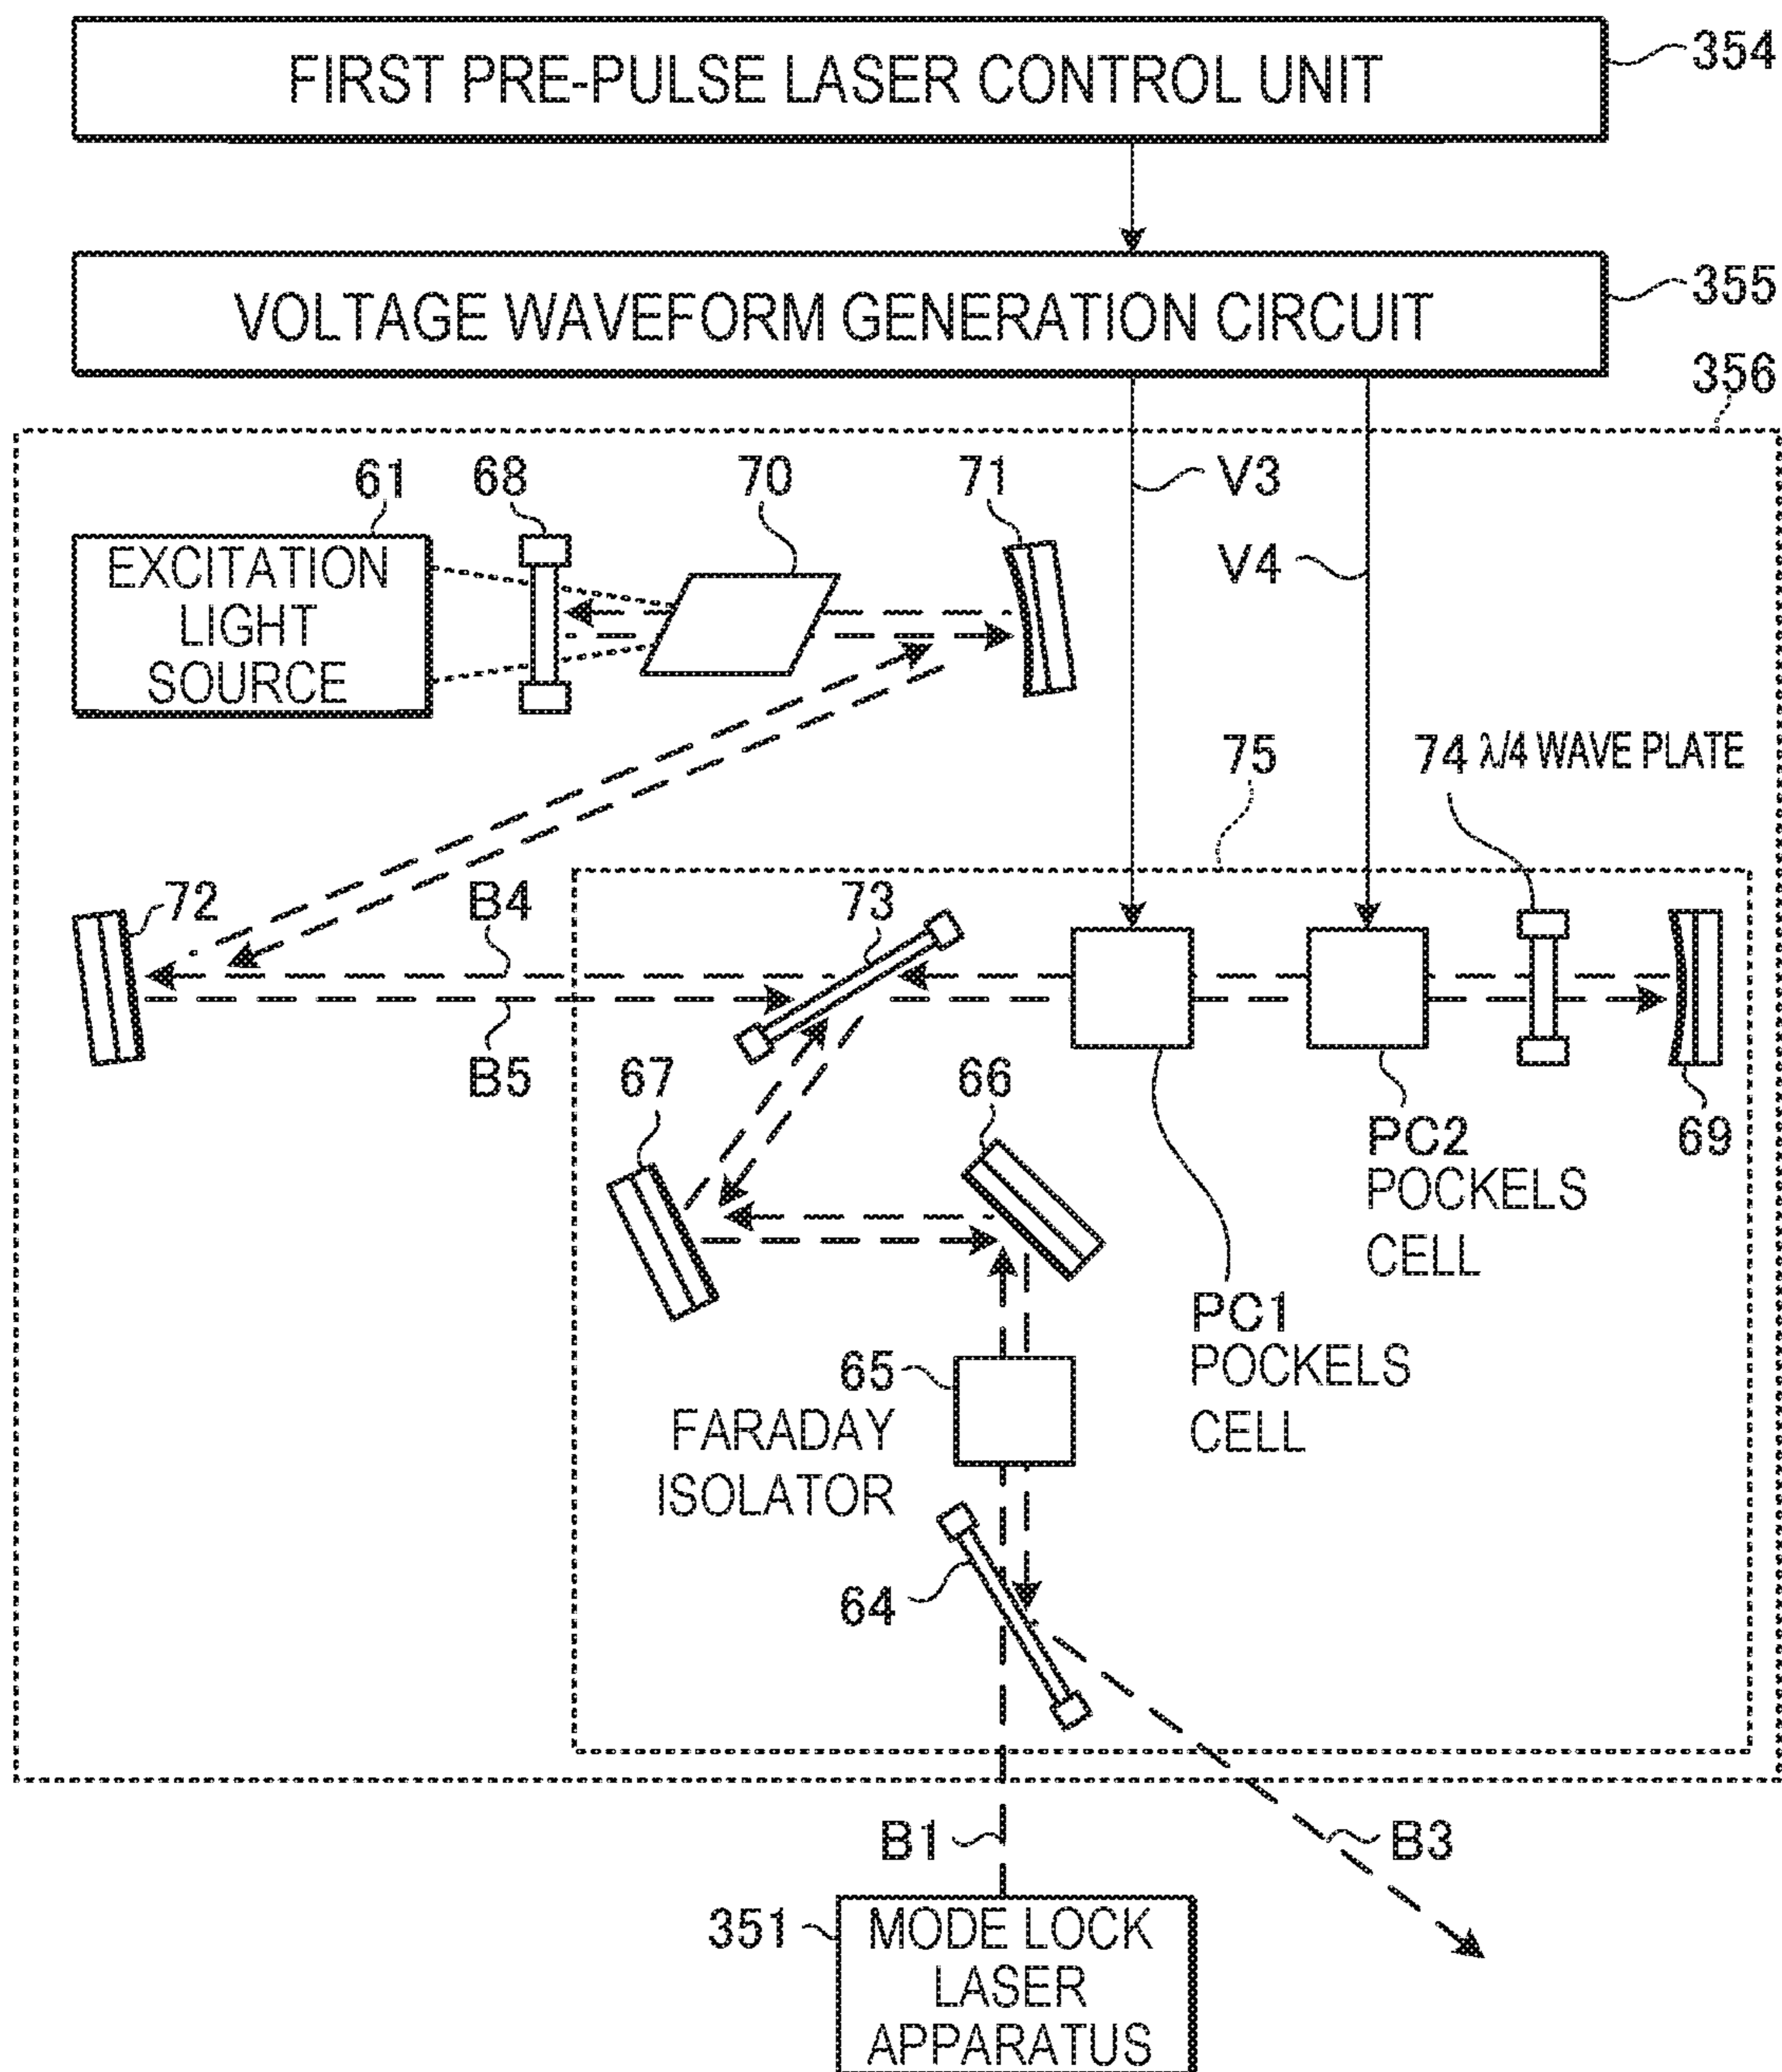 FIRST PRE-PULSE LASER CONTROL UNIT
354
VOLTAGE WAVEFORM GENERATION CIRCUIT
355
356
61
68
70
71
V3
V4
EXCITATION
LIGHT
SOURCE
75
74 λ/4 WAVE PLATE
72
B4
73
B5
67
66
PC2
POCKELS
CELL
69
PC1
POCKELS
CELL
65
FARADAY
ISOLATOR
64
B1
B3
351
MODE LOCK
LASER
APPARATUS